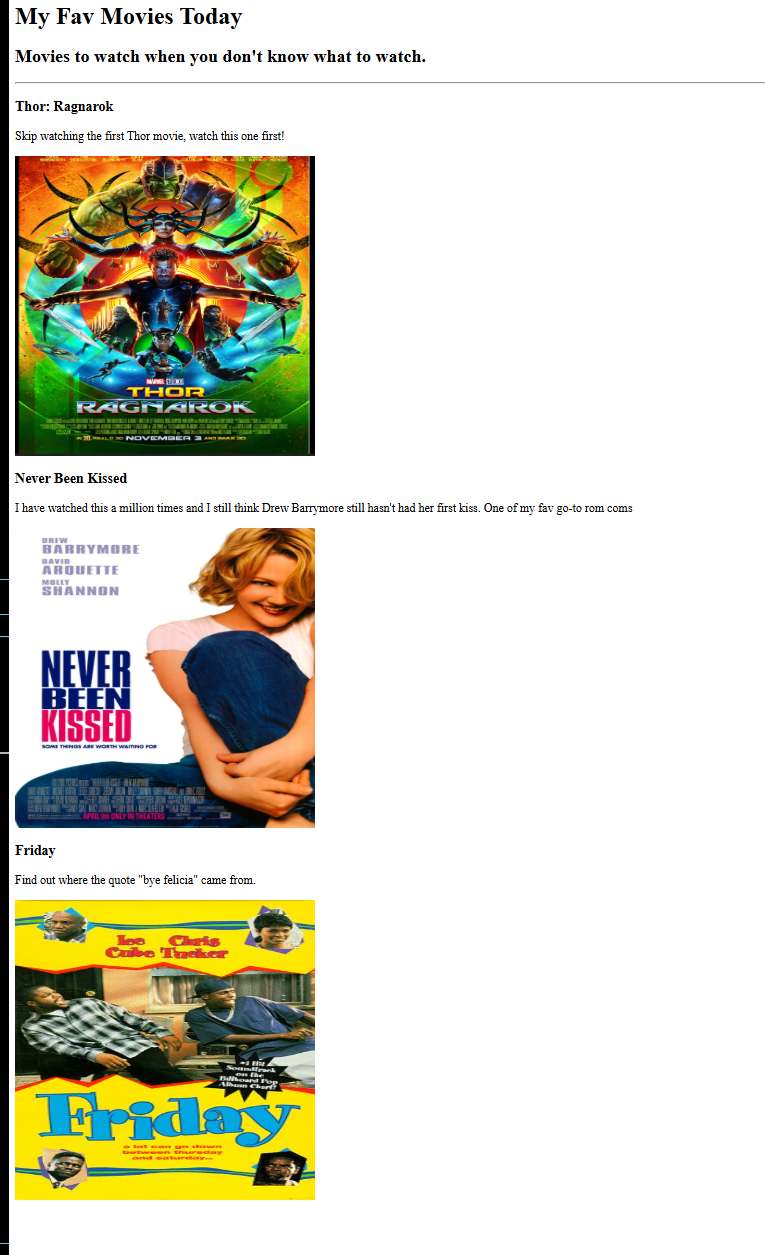 My Fav Movies Today
Movies to watch when you don't know what to watch.
Thor: Ragnarok
Skip watching the first Thor movie, watch this one first!
MARVEL STUDIOS
THOR
RAGNAROK
IN 3D, REAL D 3D NOVEMBER 3 AND IMAX 3D
Never Been Kissed
I have watched this a million times and I still think Drew Barrymore still hasn't had her first kiss. One of my fav go-to rom coms
DREW
BARRYMORE
DAVID
ARQUETTE
MOLLY
SHANNON
NEVER
BEEN
KISSED
SOME THINGS ARE WORTH WAITING FOR
APRIL 9th ONLY IN THEATERS
Friday
Find out where the quote "bye felicia" came from.
Ice Chris
Cube Tucker
#1 Hit
Soundtrack
on the
Billboard Pop
Album Chart!
Friday
a lot can go down
between thursday
and saturday...